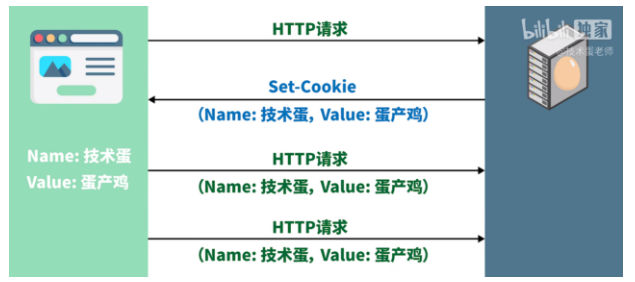 HTTP请求
bilibili 独家
@技术蛋老师
Set-Cookie
(Name: 技术蛋, Value: 蛋产鸡)
Name: 技术蛋
Value: 蛋产鸡
HTTP请求
(Name: 技术蛋, Value: 蛋产鸡)
HTTP请求
(Name: 技术蛋, Value: 蛋产鸡)